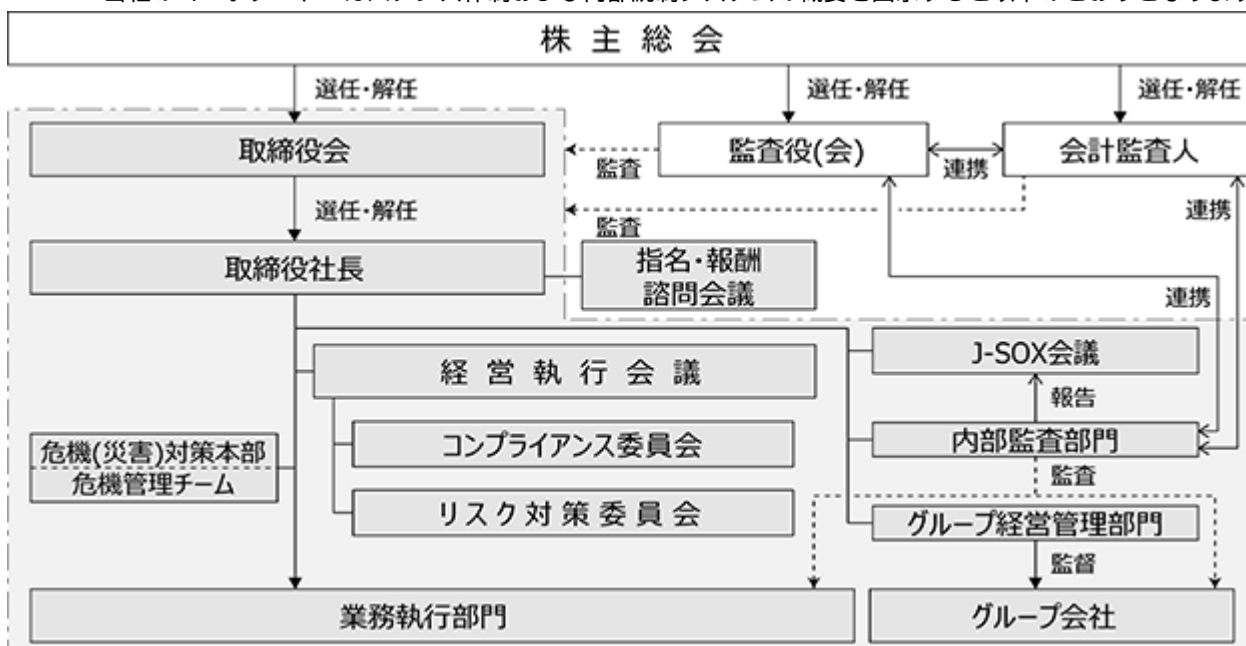 株主総会
選任・解任
選任・解任
選任・解任
取締役会
監査
監査役(会)
連携
会計監査人
選任・解任
監査
連携
取締役社長
指名・報酬
諮問会議
連携
J-SOX会議
経営執行会議
報告
コンプライアンス委員会
内部監査部門
危機(災害)対策本部
危機管理チーム
監査
リスク対策委員会
グループ経営管理部門
監督
業務執行部門
グループ会社